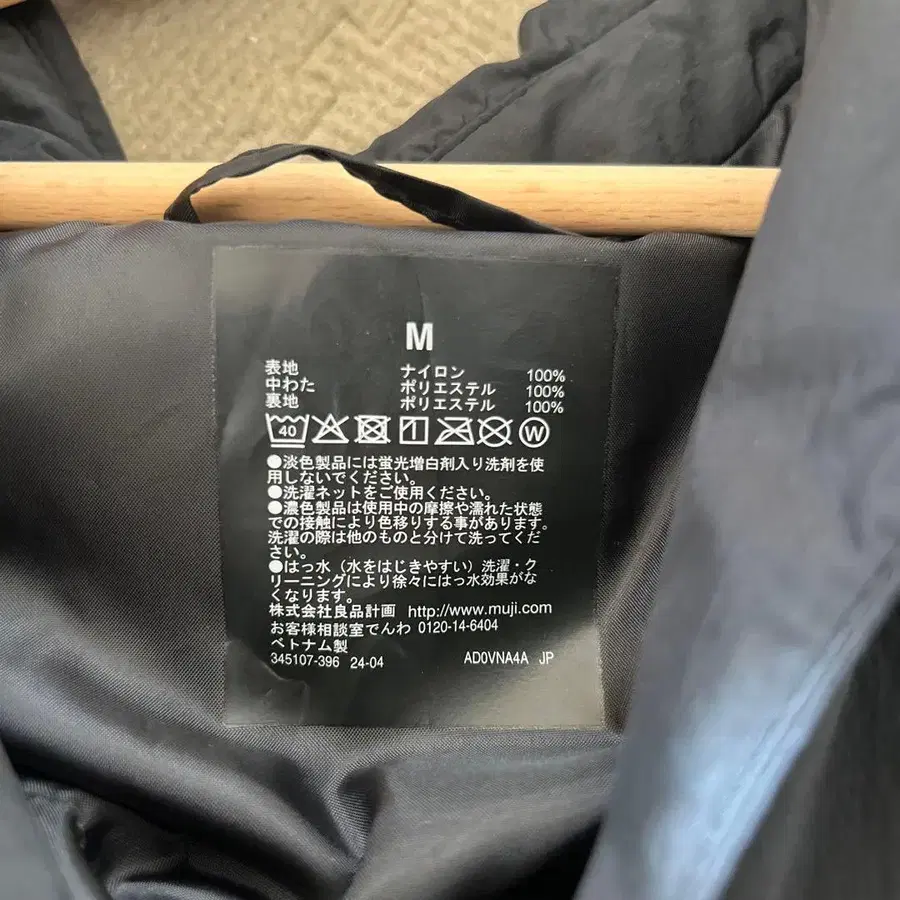 M
表地 ナイロン 100%
中わた ポリエステル 100%
裏地 ポリエステル 100%
40 W
●淡色製品には蛍光増白剤入り洗剤を使
用しないでください。
●洗濯ネットをご使用ください。
●濃色製品は使用中の摩擦や濡れた状態
での接触により色移りする事があります。
洗濯の際は他のものと分けて洗ってくだ
さい。
●はっ水（水をはじきやすい）洗濯・ク
リーニングにより徐々にはっ水効果がな
くなります。
株式会社良品計画 http://www.muji.com
お客様相談室でんわ 0120-14-6404
ベトナム製
345107-396 24-04 AD0VNA4A JP